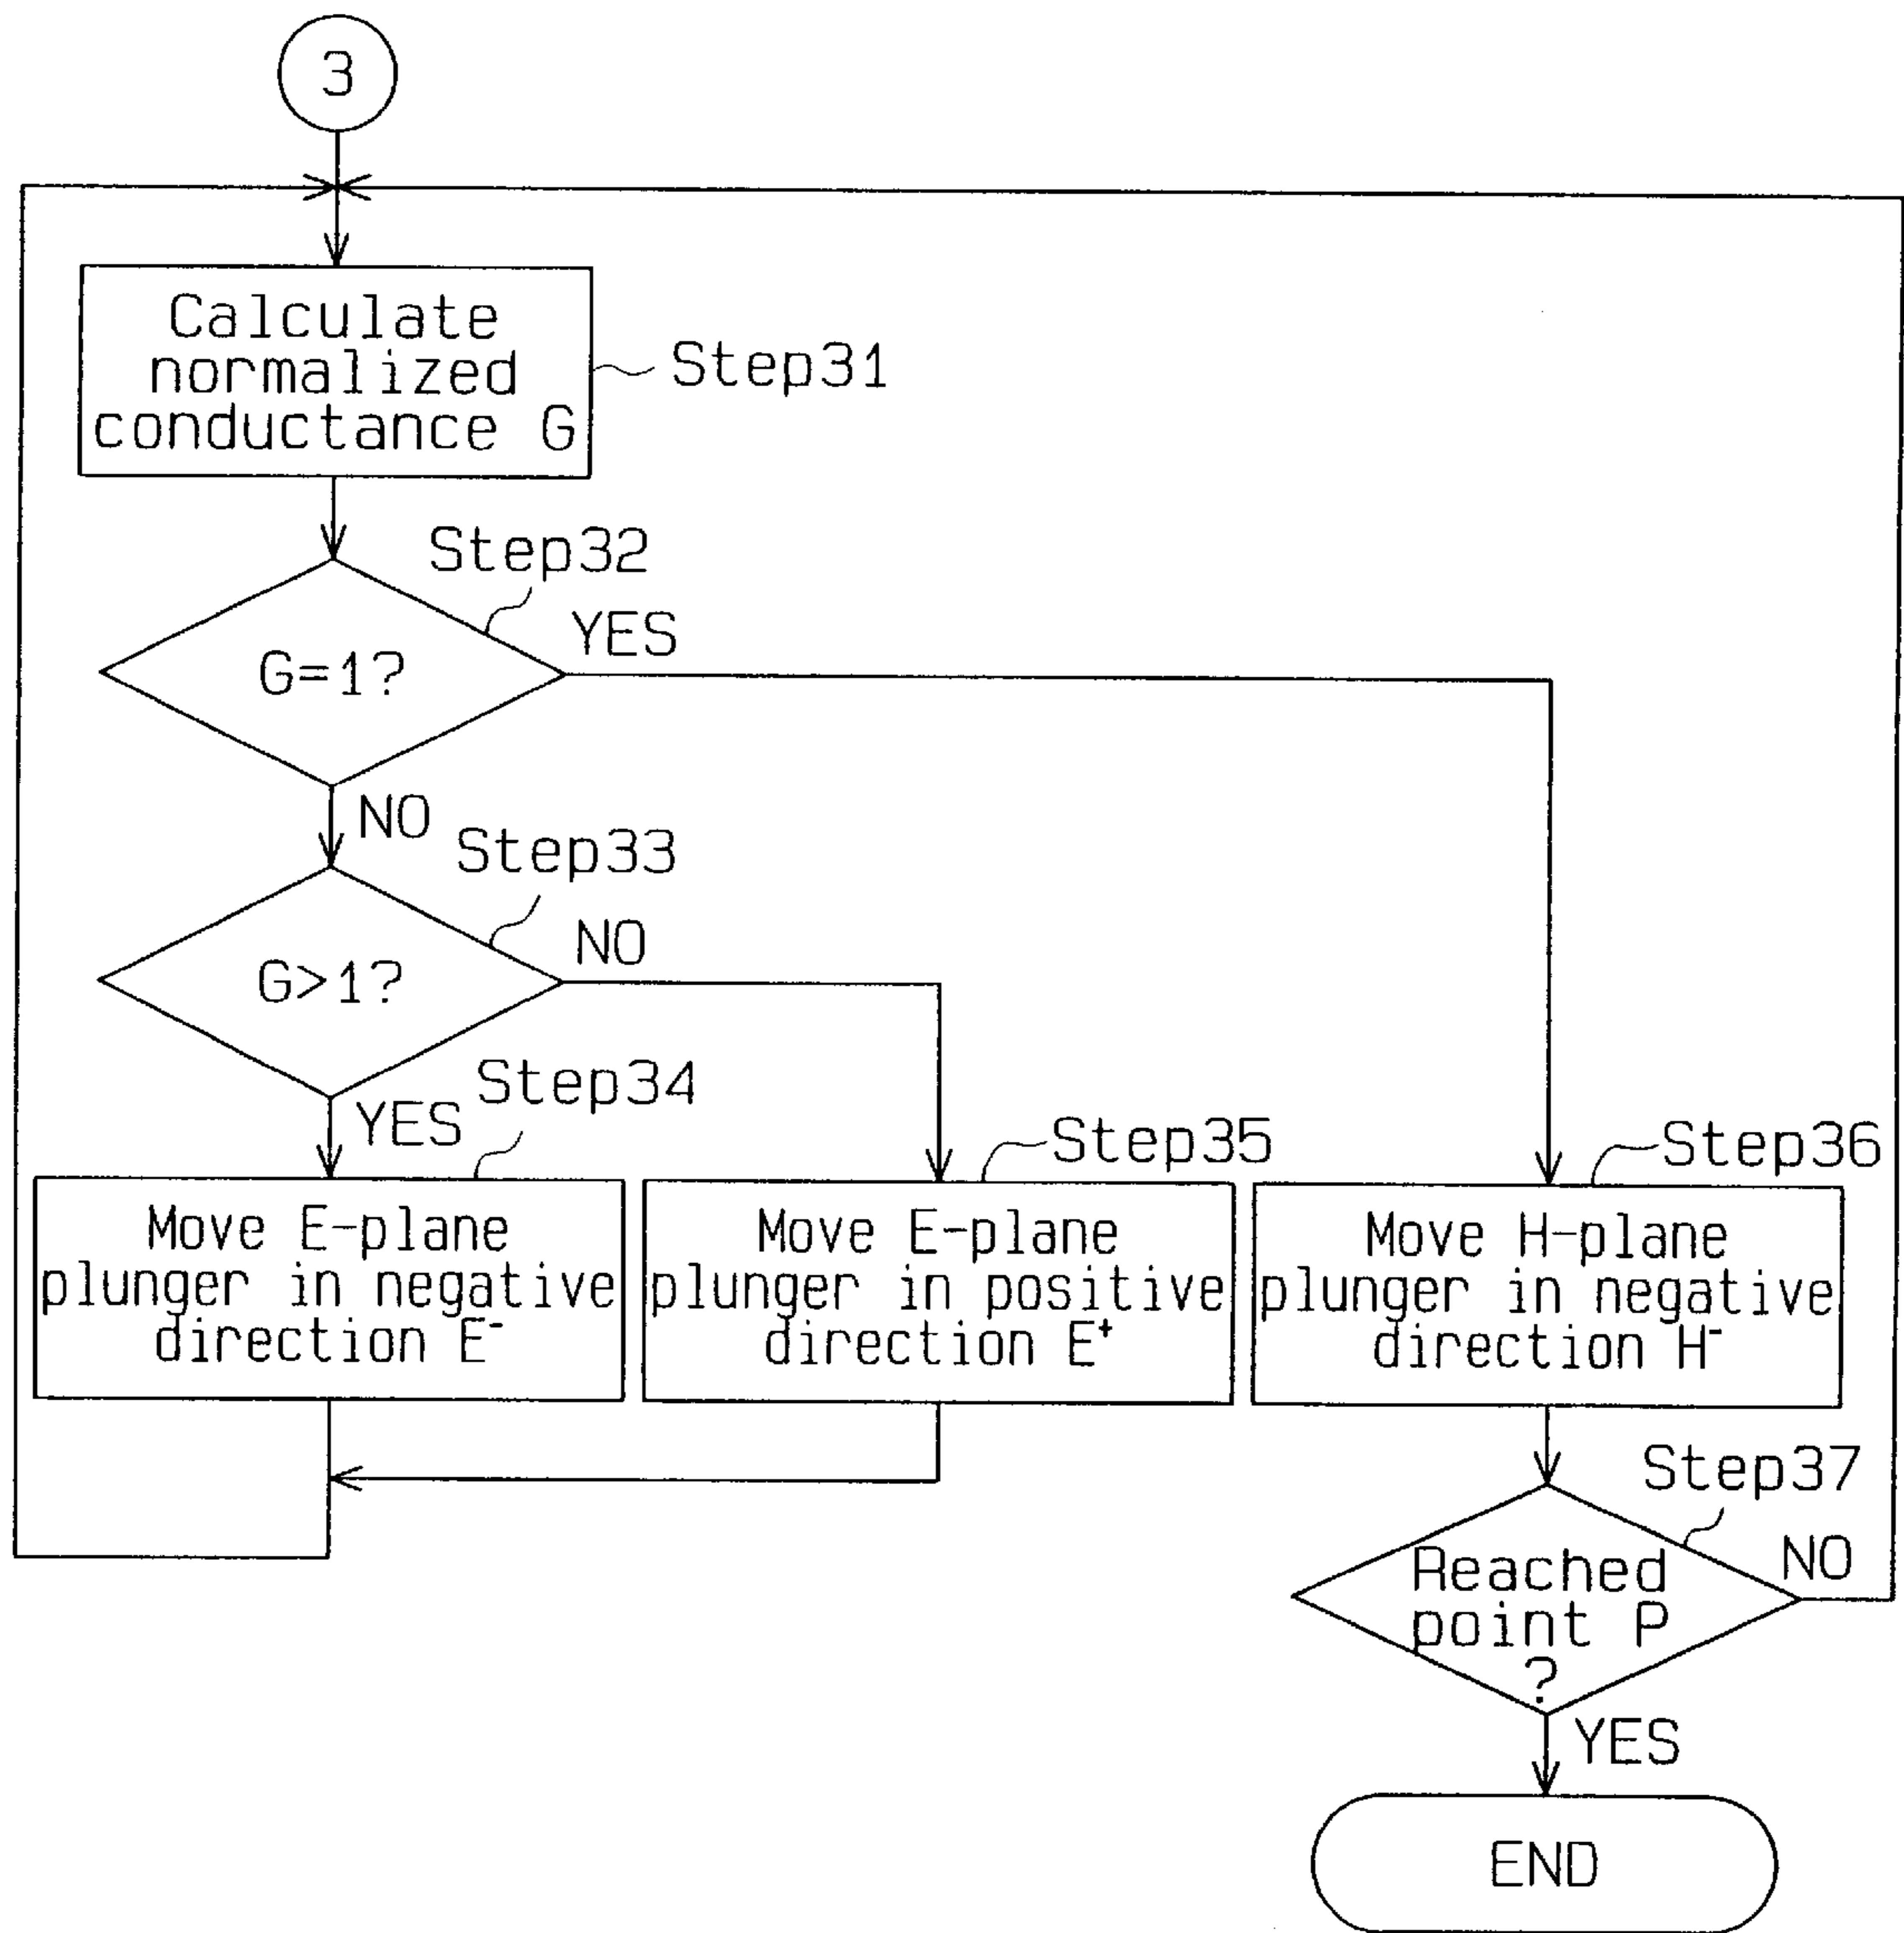 3
Calculate
normalized
conductance G
Step31
Step32
YES
G=1?
NO
Step33
NO
G>1?
Step34
YES
Step35
Step36
Move E-plane
plunger in negative
direction E⁻
Move E-plane
plunger in positive
direction E⁺
Move H-plane
plunger in negative
direction H⁻
Step37
NO
Reached
point P
?
YES
END